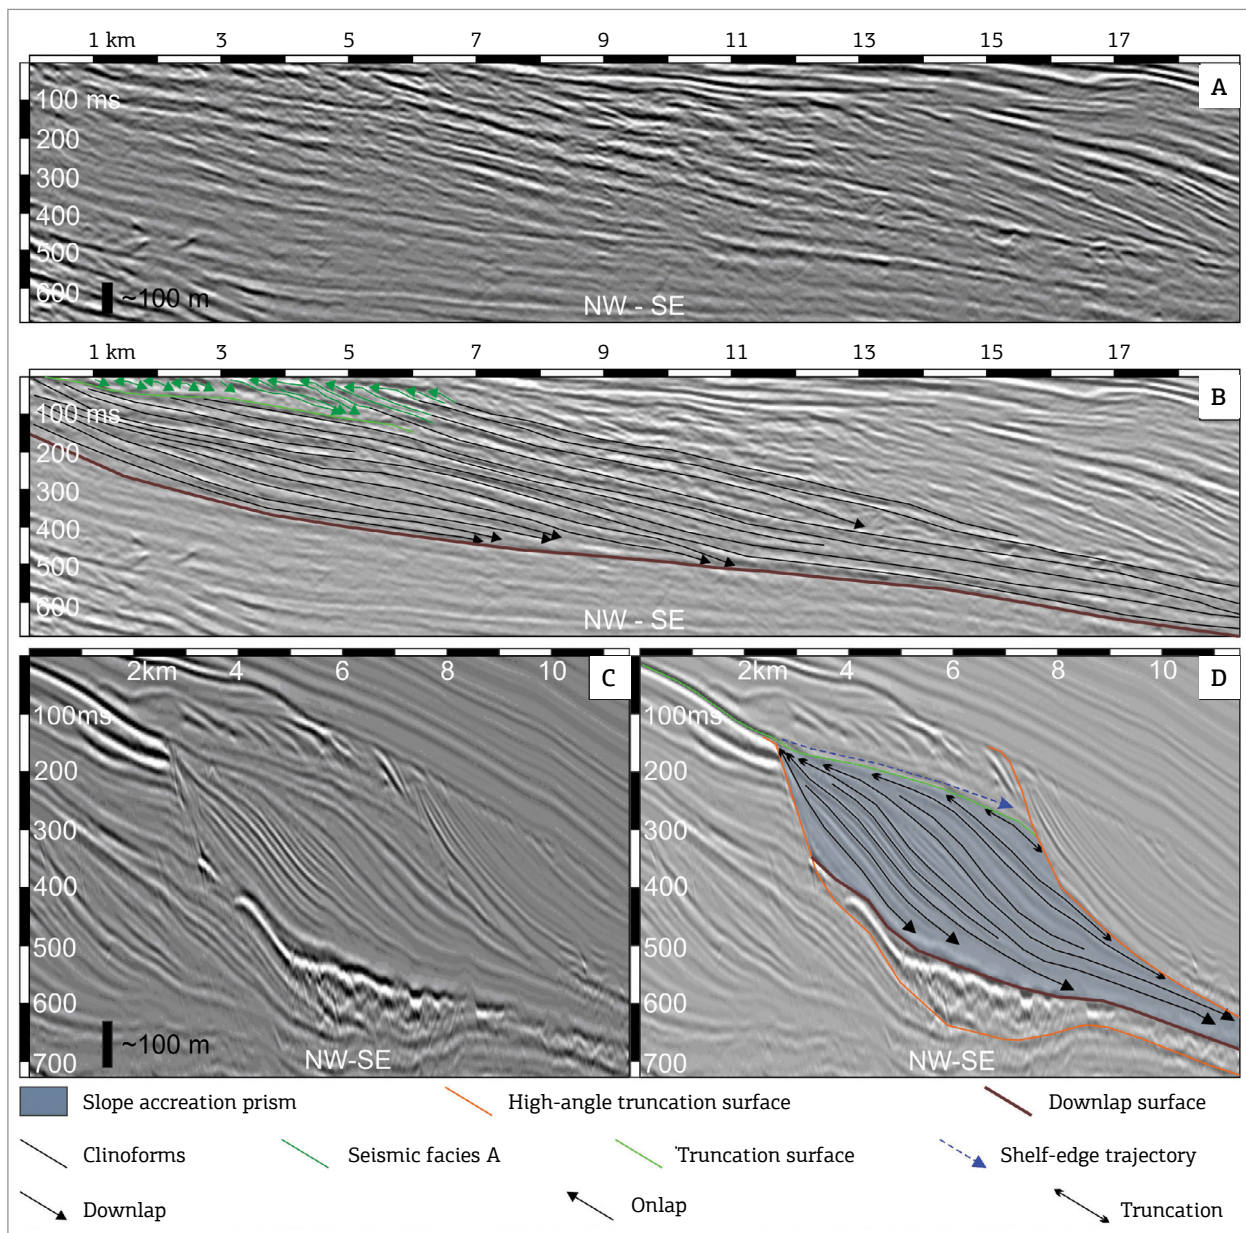 1 km 3 5 7 9 11 13 15 17
A
100 ms
200
300
400
500
600
~100 m
NW - SE
1 km 3 5 7 9 11 13 15 17
B
100 ms
200
300
400
500
600
NW - SE
2km 4 6 8 10
C
100ms
200
300
400
500
600
700
~100 m
NW-SE
2km 4 6 8 10
D
100ms
200
300
400
500
600
700
NW-SE
Slope accreation prism High-angle truncation surface Downlap surface
Clinoforms Seismic facies A Truncation surface Shelf-edge trajectory
Downlap Onlap Truncation